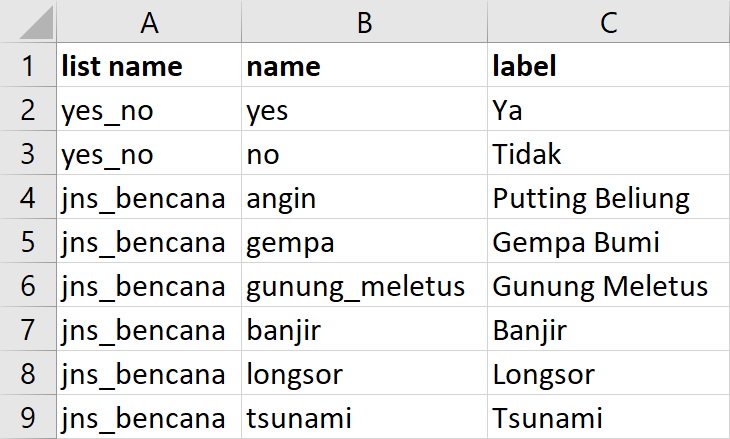 A B C
1 list name name label
2 yes_no yes Ya
3 yes_no no Tidak
4 jns_bencana angin Putting Beliung
5 jns_bencana gempa Gempa Bumi
6 jns_bencana gunung_meletus Gunung Meletus
7 jns_bencana banjir Banjir
8 jns_bencana longsor Longsor
9 jns_bencana tsunami Tsunami